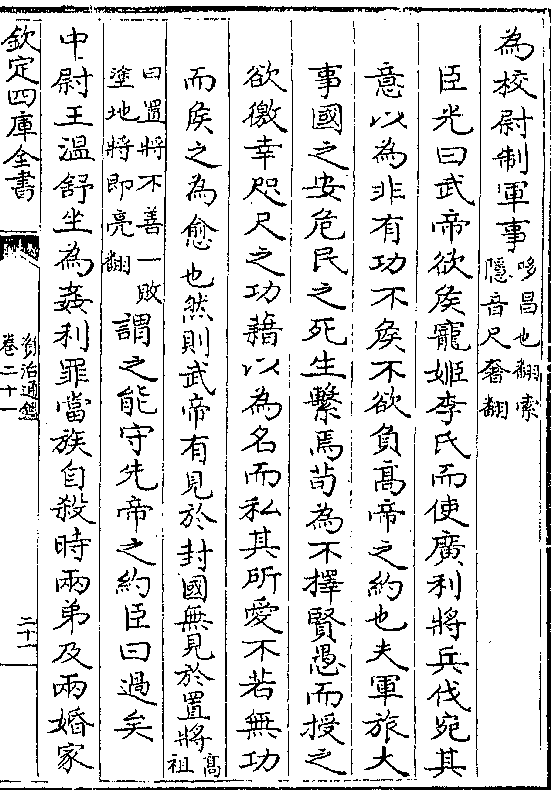 為校尉制軍事哆昌也翻索隱音尺奢翻
臣光曰武帝欲矦寵姬李氏而使廣利將兵伐宛其
意以為非有功不矦不欲負髙帝之約也夫軍旅大
事國之安危民之死生繫焉苟為不擇賢愚而授之
欲徼幸咫尺之功藉以為名而私其所愛不若無功
而矦之為愈也然則武帝有見於封國無見於置將髙祖
曰置將不善一敗塗地將即亮翻謂之能守先帝之約臣曰過矣
中尉王溫舒坐為姦利罪當族自殺時兩弟及兩婚家
欽定四庫全書
資治通鑑
卷二十一
二十一